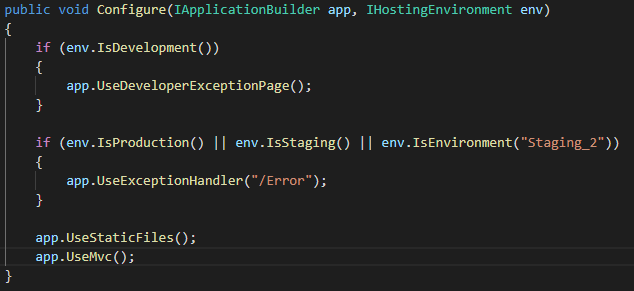 public void Configure(IApplicationBuilder app, IHostingEnvironment env)
{
    if (env.IsDevelopment())
    {
        app.UseDeveloperExceptionPage();
    }

    if (env.IsProduction() || env.IsStaging() || env.IsEnvironment("Staging_2"))
    {
        app.UseExceptionHandler("/Error");
    }

    app.UseStaticFiles();
    app.UseMvc();
}